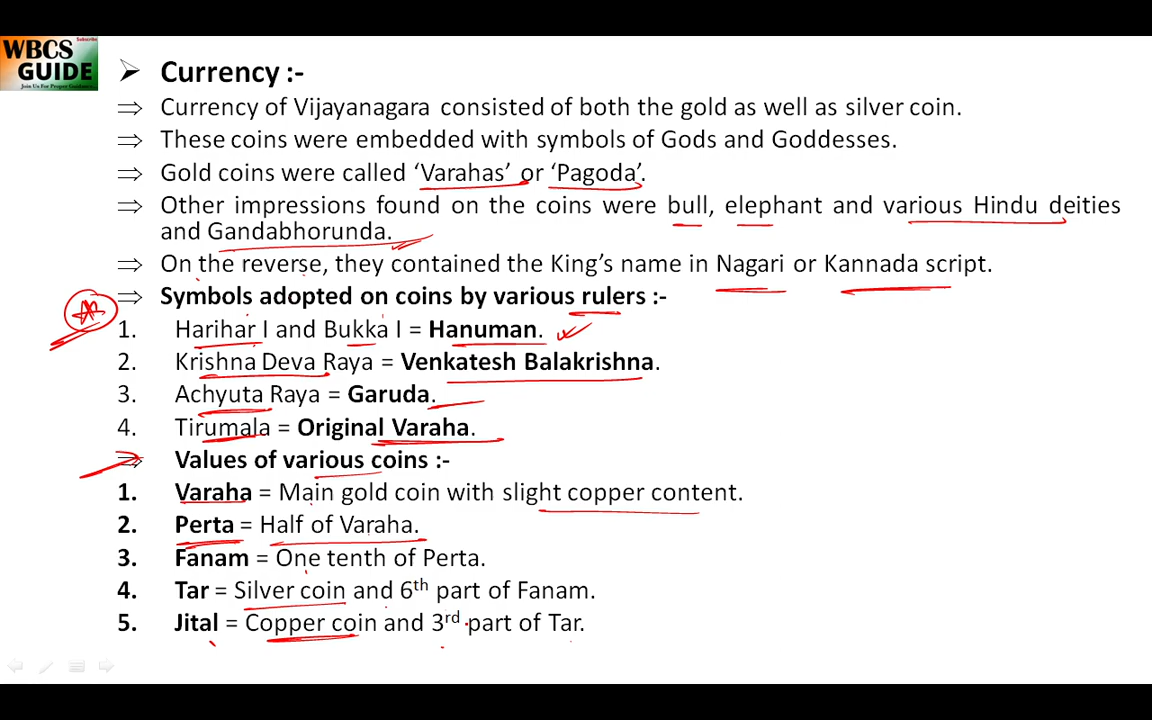 Subscribe
WBCS
GUIDE
Join Us For Proper Guidance..
➢ Currency :-
⇒ Currency of Vijayanagara consisted of both the gold as well as silver coin.
⇒ These coins were embedded with symbols of Gods and Goddesses.
⇒ Gold coins were called ‘Varahas’ or ‘Pagoda’.
⇒ Other impressions found on the coins were bull, elephant and various Hindu deities
and Gandabhorunda.
⇒ On the reverse, they contained the King’s name in Nagari or Kannada script.
⇒ Symbols adopted on coins by various rulers :-
1. Harihar I and Bukka I = Hanuman.
2. Krishna Deva Raya = Venkatesh Balakrishna.
3. Achyuta Raya = Garuda.
4. Tirumala = Original Varaha.
⇒ Values of various coins :-
1. Varaha = Main gold coin with slight copper content.
2. Perta = Half of Varaha.
3. Fanam = One tenth of Perta.
4. Tar = Silver coin and 6th part of Fanam.
5. Jital = Copper coin and 3rd part of Tar.